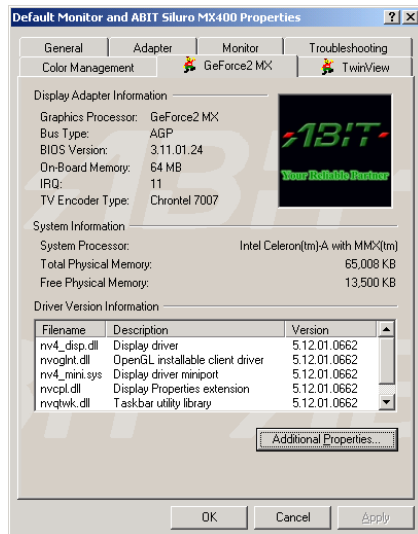 Default Monitor and ABIT Siluro MX400 Properties
General Adapter Monitor Troubleshooting
Color Management GeForce2 MX TwinView
Display Adapter Information
Graphics Processor: GeForce2 MX
Bus Type: AGP
BIOS Version: 3.11.01.24
On-Board Memory: 64 MB
IRQ: 11
TV Encoder Type: Chrontel 7007
ABIT
Your Reliable Partner
System Information
System Processor: Intel Celeron(tm)-A with MMX(tm)
Total Physical Memory: 65,008 KB
Free Physical Memory: 13,500 KB
Driver Version Information
Filename Description Version
nv4_disp.dll Display driver 5.12.01.0662
nvoglnt.dll OpenGL installable client driver 5.12.01.0662
nv4_mini.sys Display driver miniport 5.12.01.0662
nvcpl.dll Display Properties extension 5.12.01.0662
nvqtwk.dll Taskbar utility library 5.12.01.0662
Additional Properties...
OK Cancel Apply